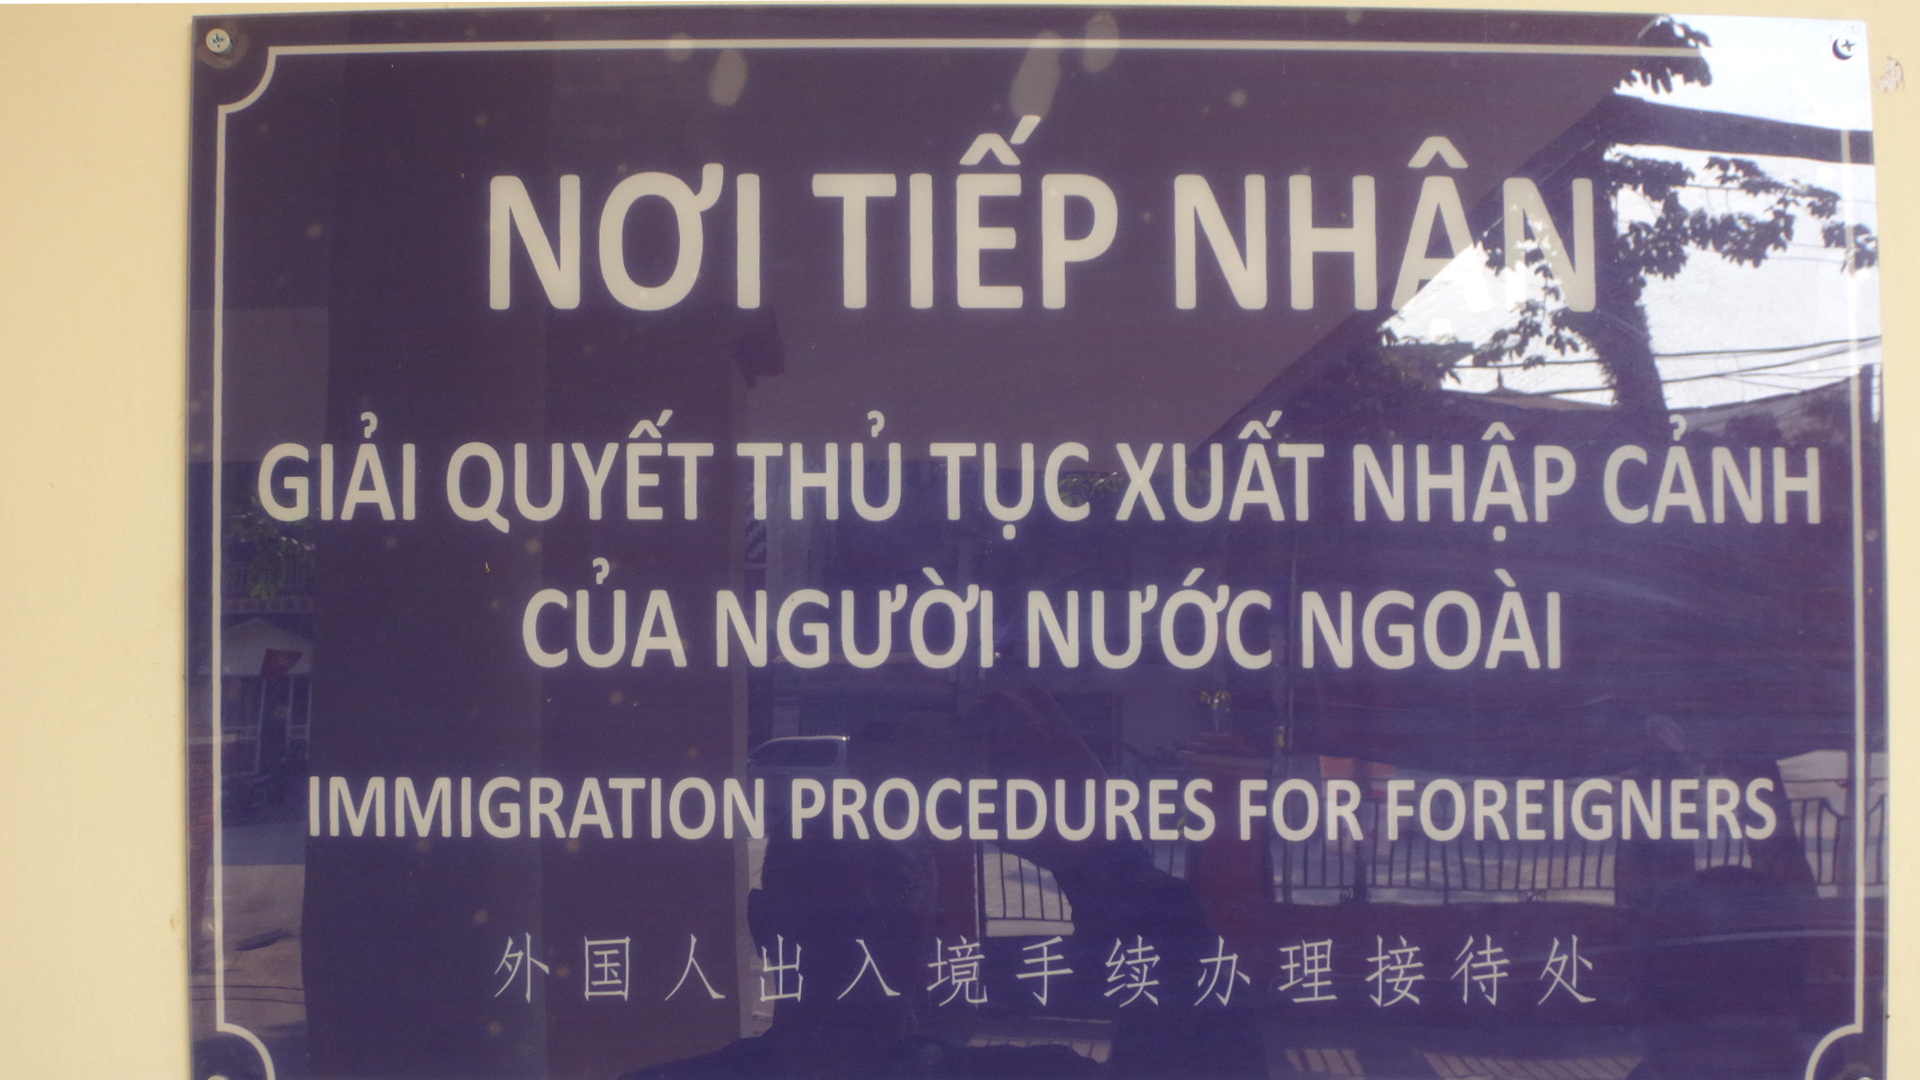 NƠI TIẾP NHÂN
GIẢI QUYẾT THỦ TỤC XUẤT NHẬP CẢNH
CỦA NGƯỜI NƯỚC NGOÀI
IMMIGRATION PROCEDURES FOR FOREIGNERS
外国人出入境手续办理接待处